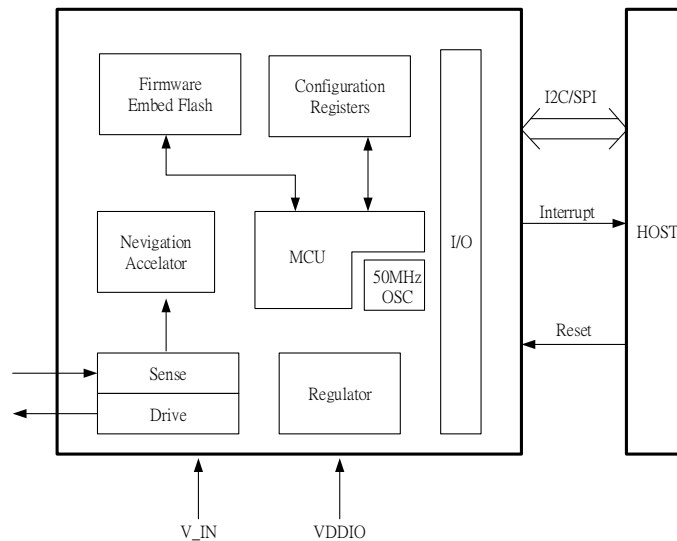 Firmware
Embed Flash
Configuration
Registers
I2C/SPI
Nevigation
Accelator
MCU
50MHz
OSC
I/O
Interrupt
HOST
Reset
Sense
Drive
Regulator
V_IN
VDDIO